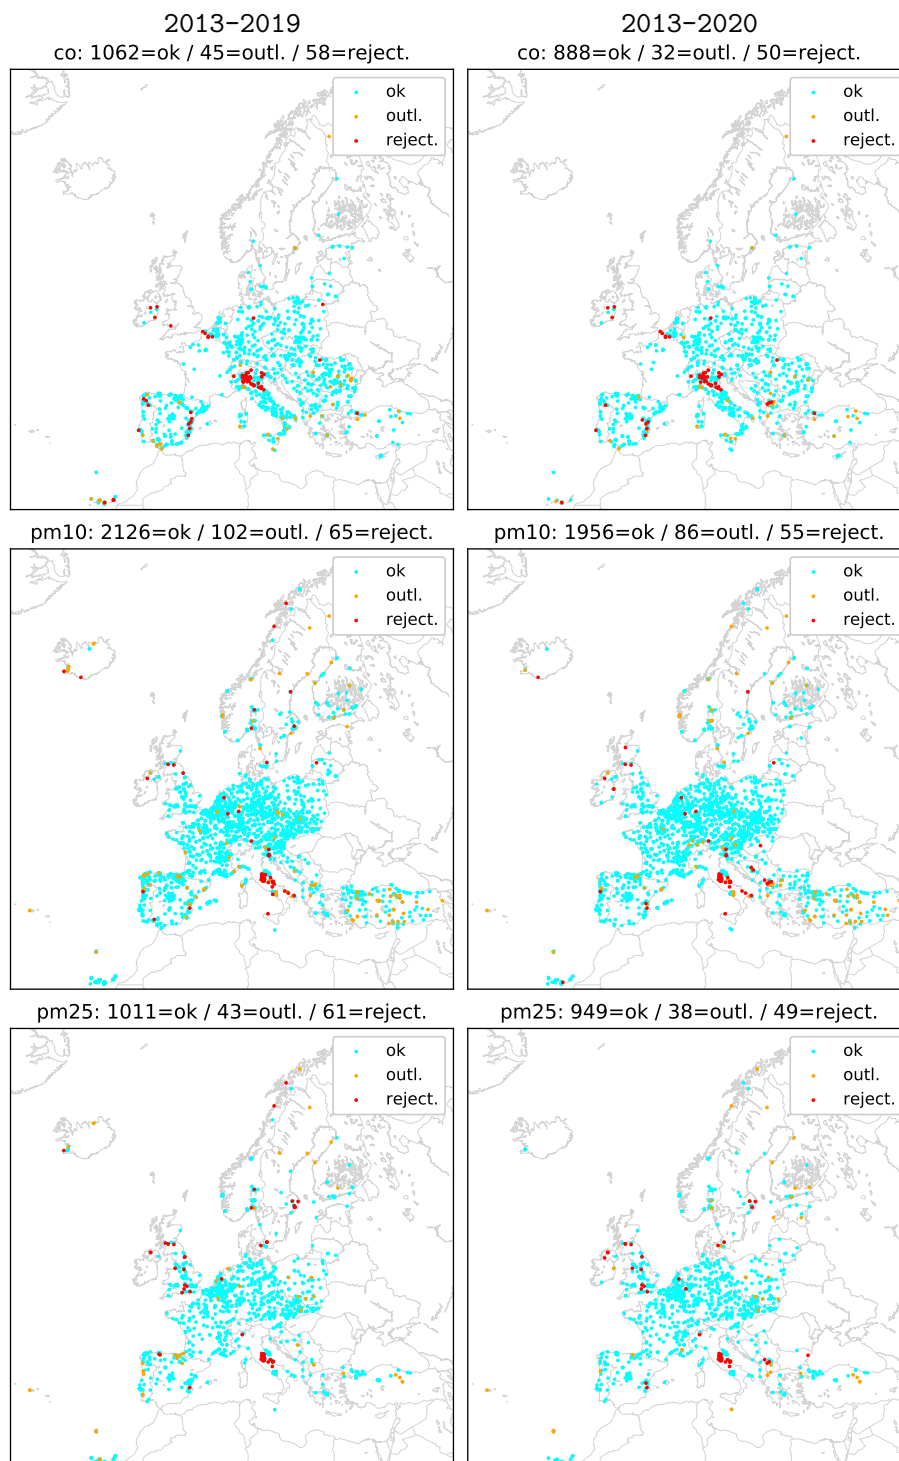 2013−2019
2013−2020
co: 1062=ok / 45=outl. / 58=reject.
co: 888=ok / 32=outl. / 50=reject.
ok
outl.
reject.
ok
outl.
reject.
pm10: 2126=ok / 102=outl. / 65=reject.
pm10: 1956=ok / 86=outl. / 55=reject.
ok
outl.
reject.
ok
outl.
reject.
pm25: 1011=ok / 43=outl. / 61=reject.
pm25: 949=ok / 38=outl. / 49=reject.
ok
outl.
reject.
ok
outl.
reject.